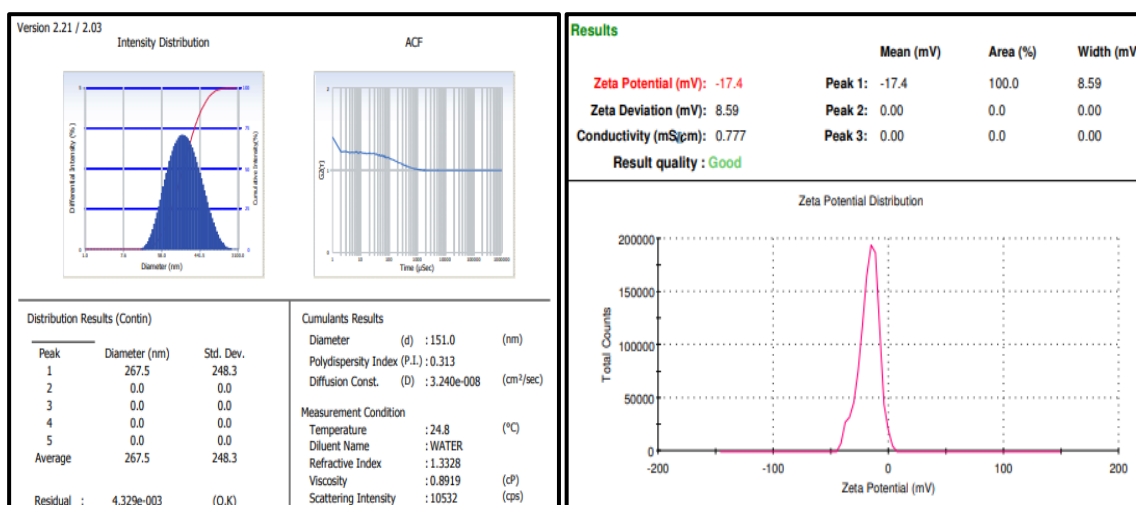 Version 2.21 / 2.03
Intensity Distribution
ACF
Differential Intensity (%)
Cumulative Intensity(%)
Diameter (nm)
G2(T)
Time (µSec)
Distribution Results (Contin)
Peak Diameter (nm) Std. Dev.
1 267.5 248.3
2 0.0 0.0
3 0.0 0.0
4 0.0 0.0
5 0.0 0.0
Average 267.5 248.3
Residual : 4.329e-003 (O.K)
Cumulants Results
Diameter (d) :151.0 (nm)
Polydispersity Index (P.I.) :0.313
Diffusion Const. (D) :3.240e-008 (cm²/sec)
Measurement Condition
Temperature :24.8 (°C)
Diluent Name :WATER
Refractive Index :1.3328
Viscosity :0.8919 (cP)
Scattering Intensity :10532 (cps)
Results
Mean (mV) Area (%) Width (mV
Zeta Potential (mV): -17.4 Peak 1: -17.4 100.0 8.59
Zeta Deviation (mV): 8.59 Peak 2: 0.00 0.0 0.00
Conductivity (mS/cm): 0.777 Peak 3: 0.00 0.0 0.00
Result quality : Good
Zeta Potential Distribution
Total Counts
200000
150000
100000
50000
0
-200 -100 0 100 200
Zeta Potential (mV)